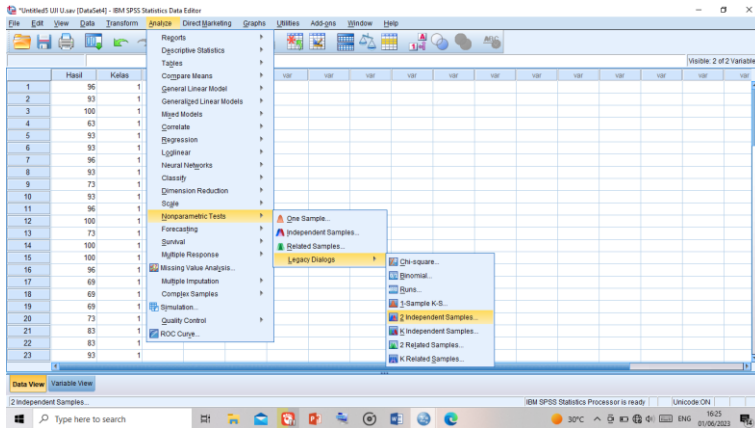 *Untitled5 UII U.sav [DataSet4] - IBM SPSS Statistics Data Editor
File Edit View Data Transform Analyze Direct Marketing Graphs Utilities Add-ons Window Help
Visible: 2 of 2 Variable
Hasil Kelas var var var var var var var var var var
1 96 1
2 93 1
3 100 1
4 63 1
5 93 1
6 93 1
7 96 1
8 93 1
9 73 1
10 93 1
11 96 1
12 100 1
13 73 1
14 100 1
15 100 1
16 96 1
17 69 1
18 69 1
19 69 1
20 73 1
21 83 1
22 83 1
23 93 1
Reports
Descriptive Statistics
Tables
Compare Means
General Linear Model
Generalized Linear Models
Mixed Models
Correlate
Regression
Loglinear
Neural Networks
Classify
Dimension Reduction
Scale
Nonparametric Tests
Forecasting
Survival
Multiple Response
Missing Value Analysis...
Multiple Imputation
Complex Samples
Simulation...
Quality Control
ROC Curve...
One Sample...
Independent Samples...
Related Samples...
Legacy Dialogs
Chi-square...
Binomial...
Runs...
1-Sample K-S...
2 Independent Samples...
K Independent Samples...
2 Related Samples...
K Related Samples...
Data View Variable View
2 Independent Samples... IBM SPSS Statistics Processor is ready Unicode:ON
Type here to search 30°C ENG 16:25
01/06/2023